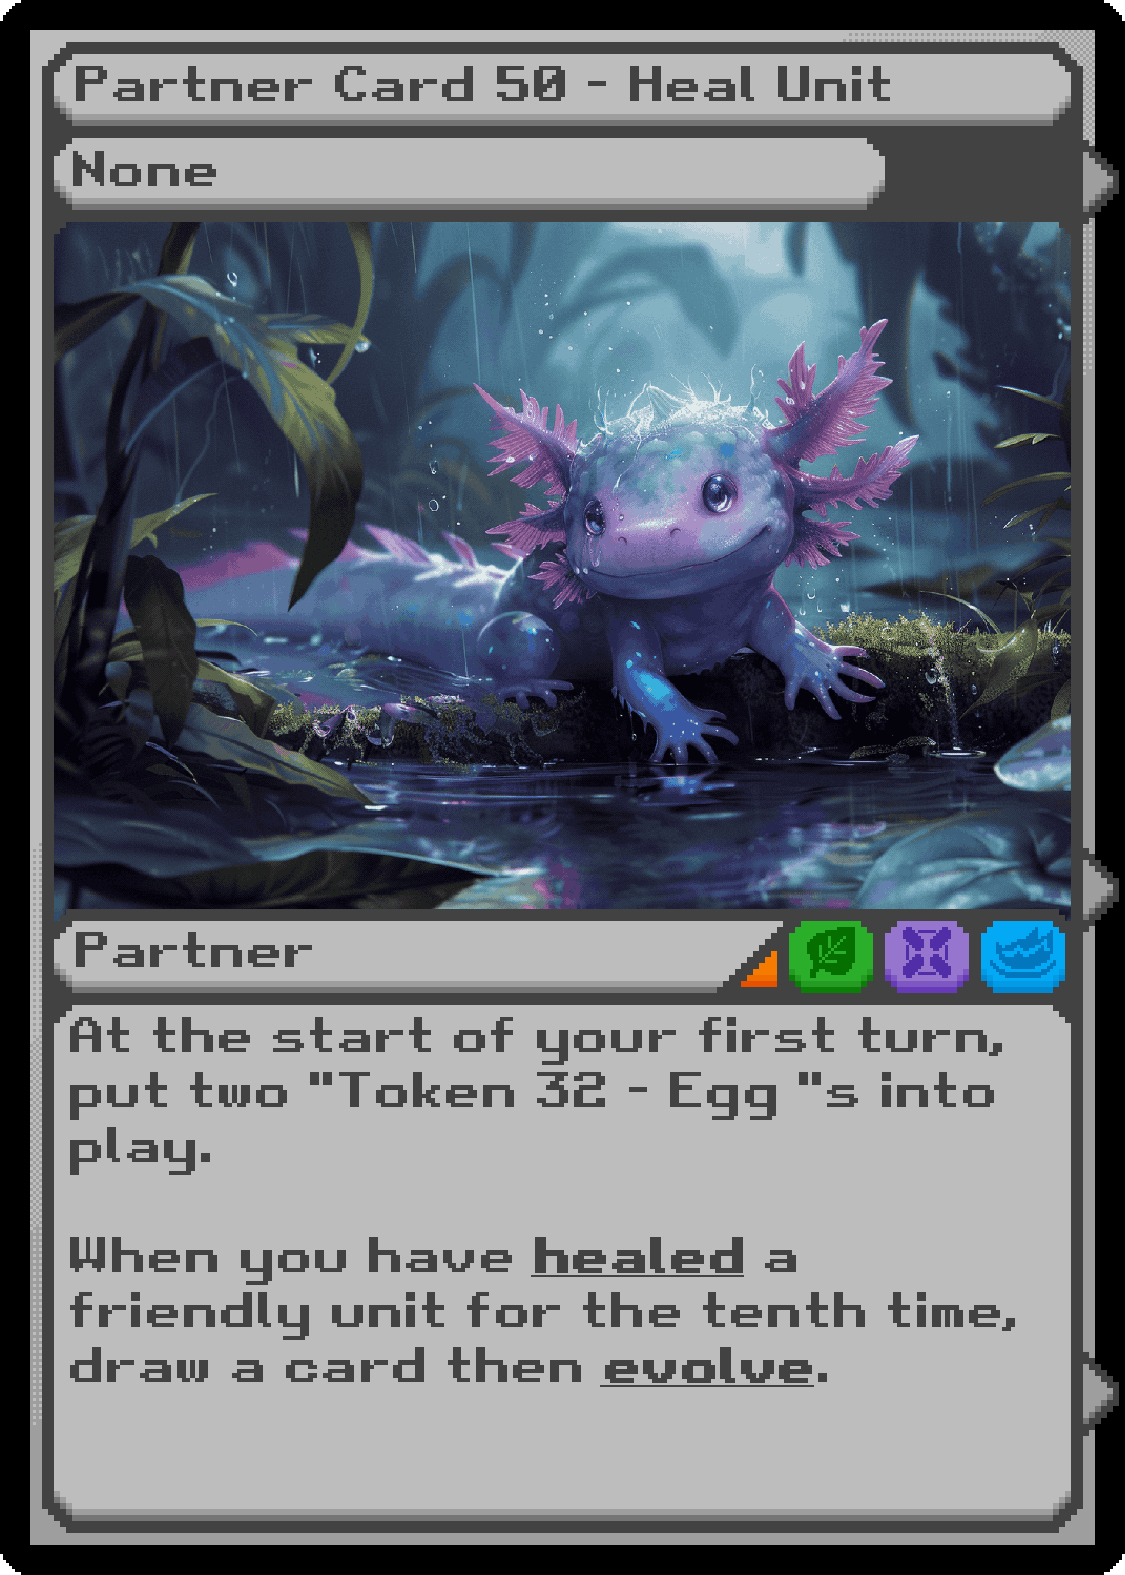 Partner Card 50 - Heal Unit
None
Partner
At the start of your first turn,
put two "Token 32 - Egg "s into
play.
When you have healed a
friendly unit for the tenth time,
draw a card then evolve.